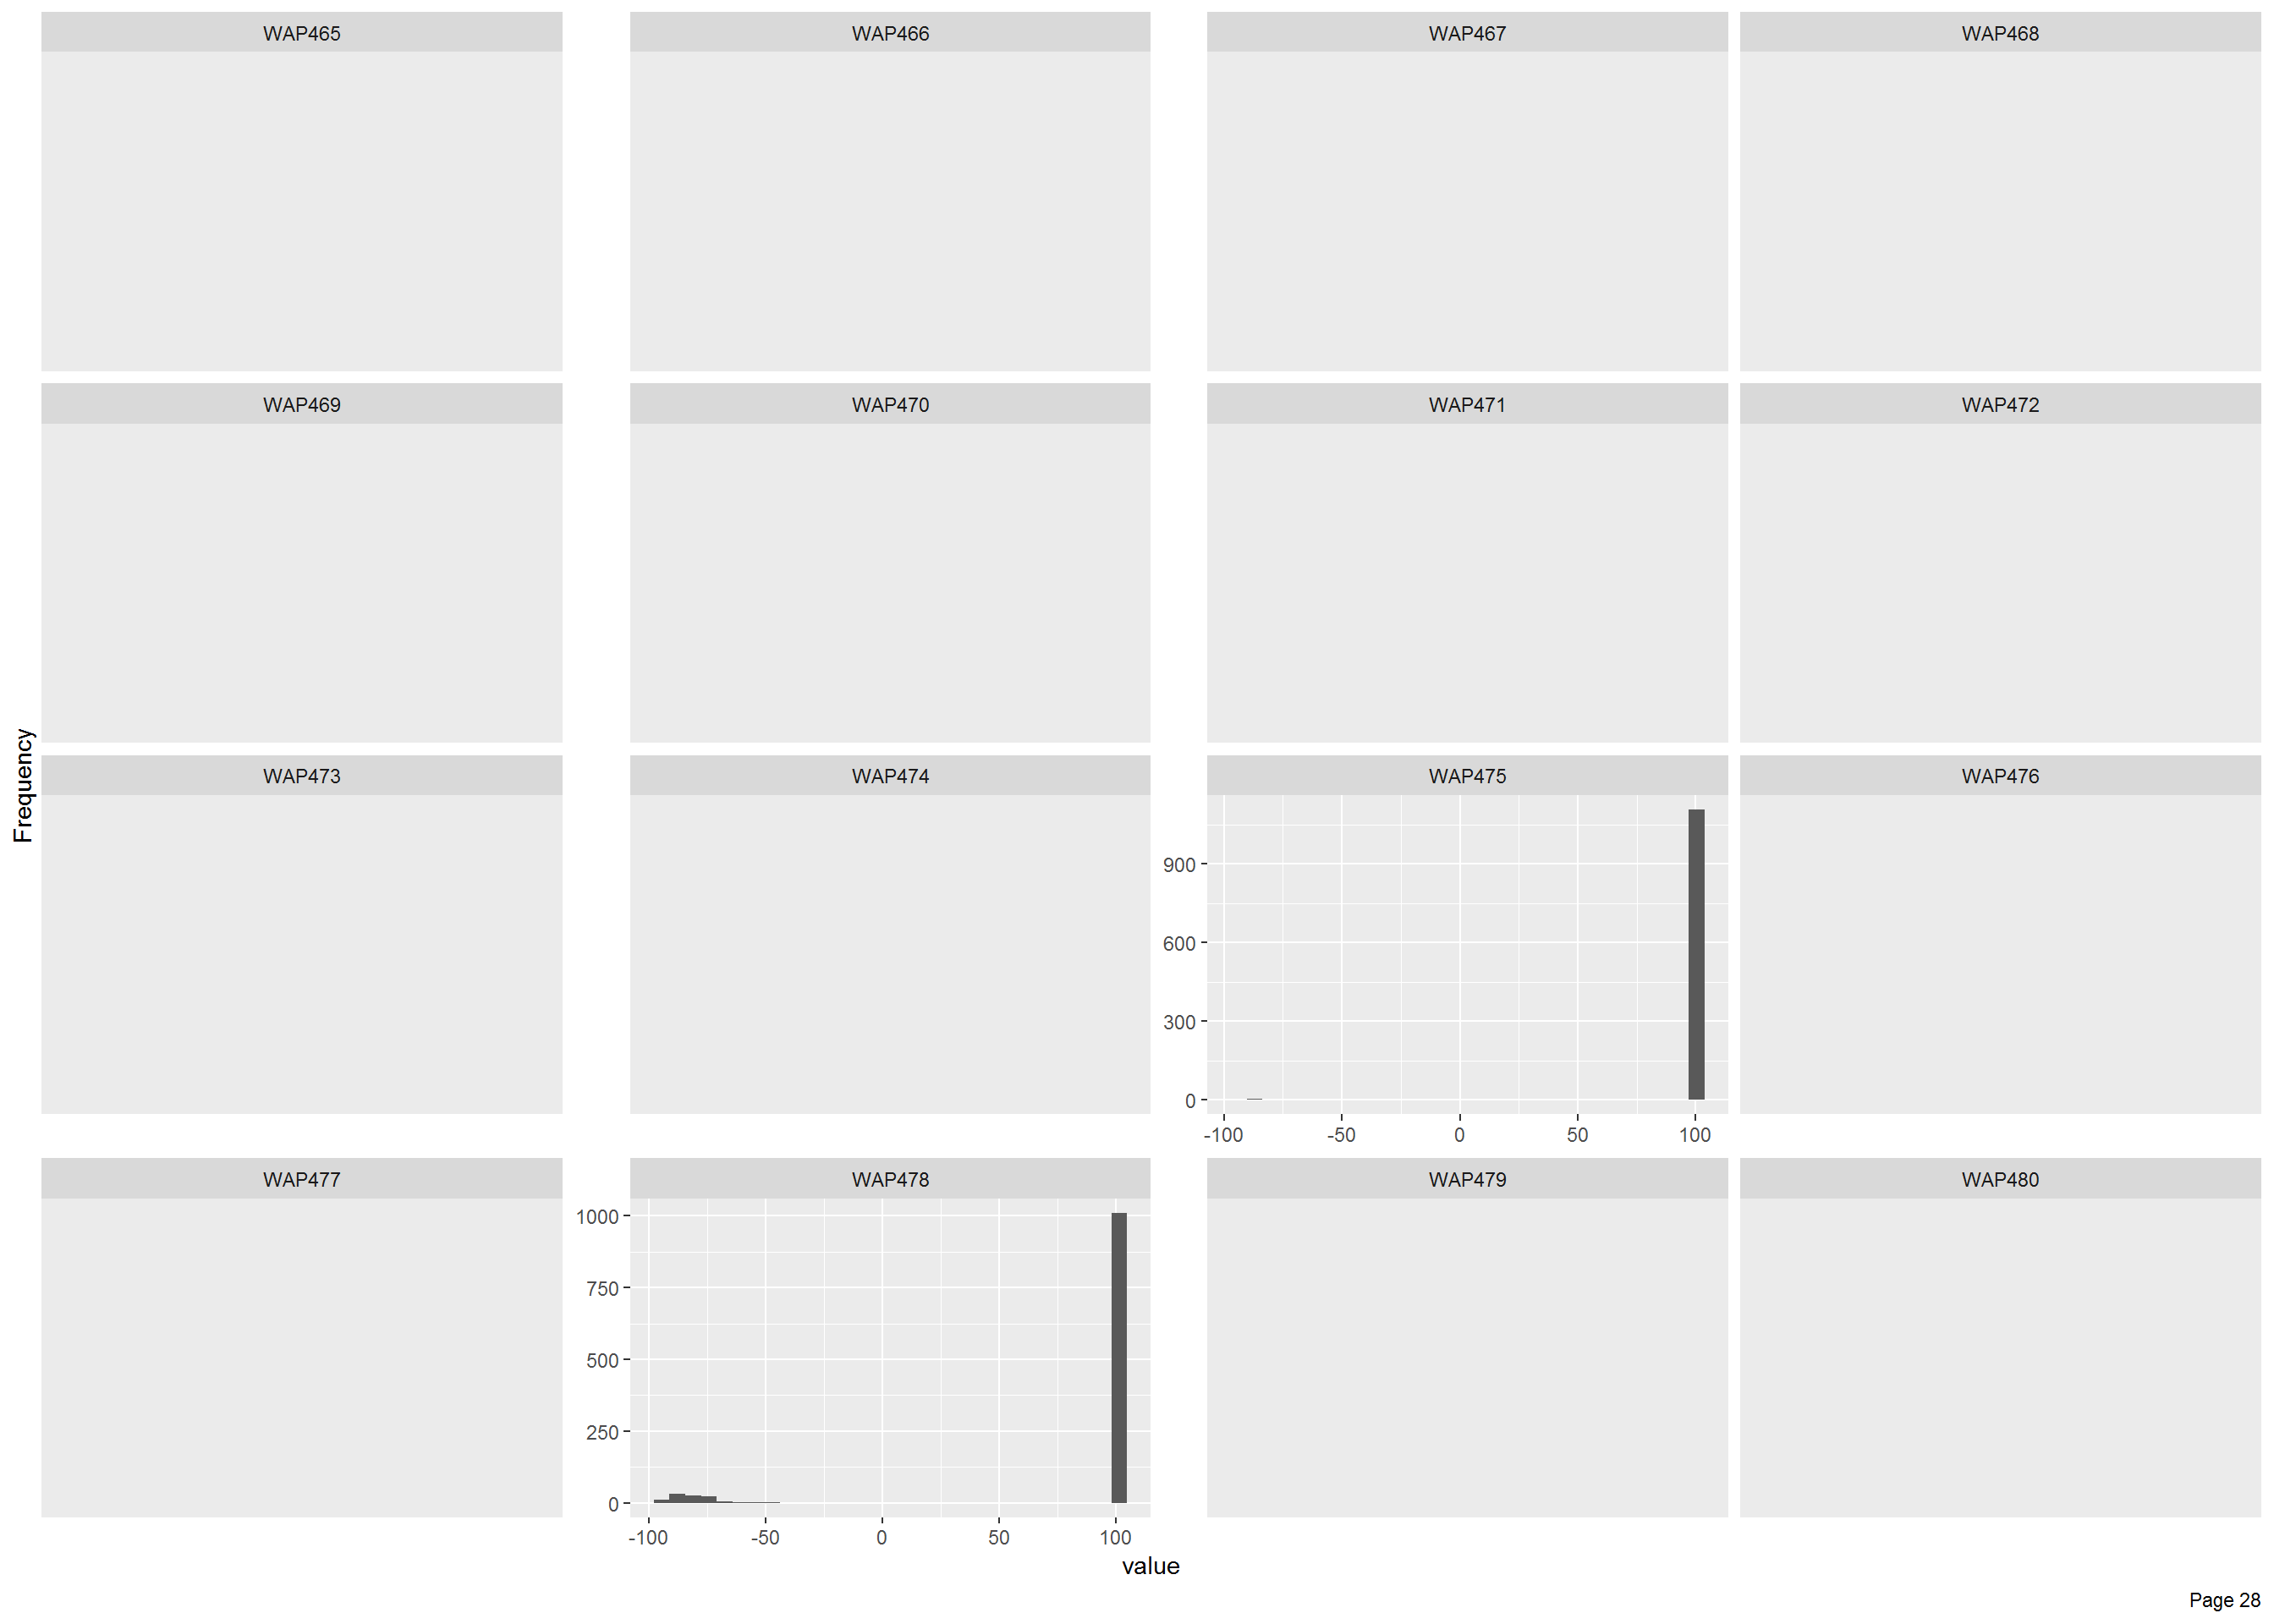 WAP465 WAP466 WAP467 WAP468
WAP469 WAP470 WAP471 WAP472
Frequency
WAP473 WAP474 WAP475 WAP476
900
600
300
0
-100 -50 0 50 100
WAP477 WAP478 WAP479 WAP480
1000
750
500
250
0
-100 -50 0 50 100
value
Page 28